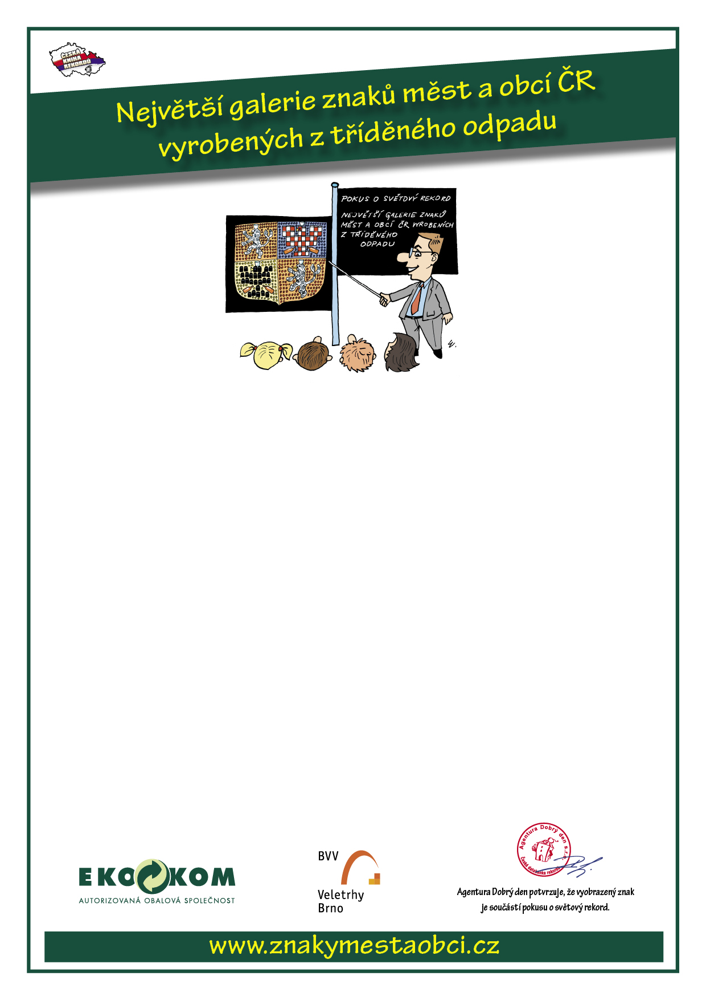 ČESKÁ
KNIHA
REKORDŮ
Největší galerie znaků měst a obcí ČR
vyrobených z tříděného odpadu
POKUS O SVĚTOVÝ REKORD
NEJVĚTŠÍ GALERIE ZNAKŮ
MĚST A OBCÍ ČR VYROBENÝCH
Z TŘÍDĚNÉHO
ODPADU
Agentura Dobrý den s.r.o.
Česká databanka rekordů
EKO KOM
AUTORIZOVANÁ OBALOVÁ SPOLEČNOST
BVV
Veletrhy
Brno
Agentura Dobrý den potvrzuje, že vyobrazený znak
je součástí pokusu o světový rekord.
www.znakymestaobci.cz